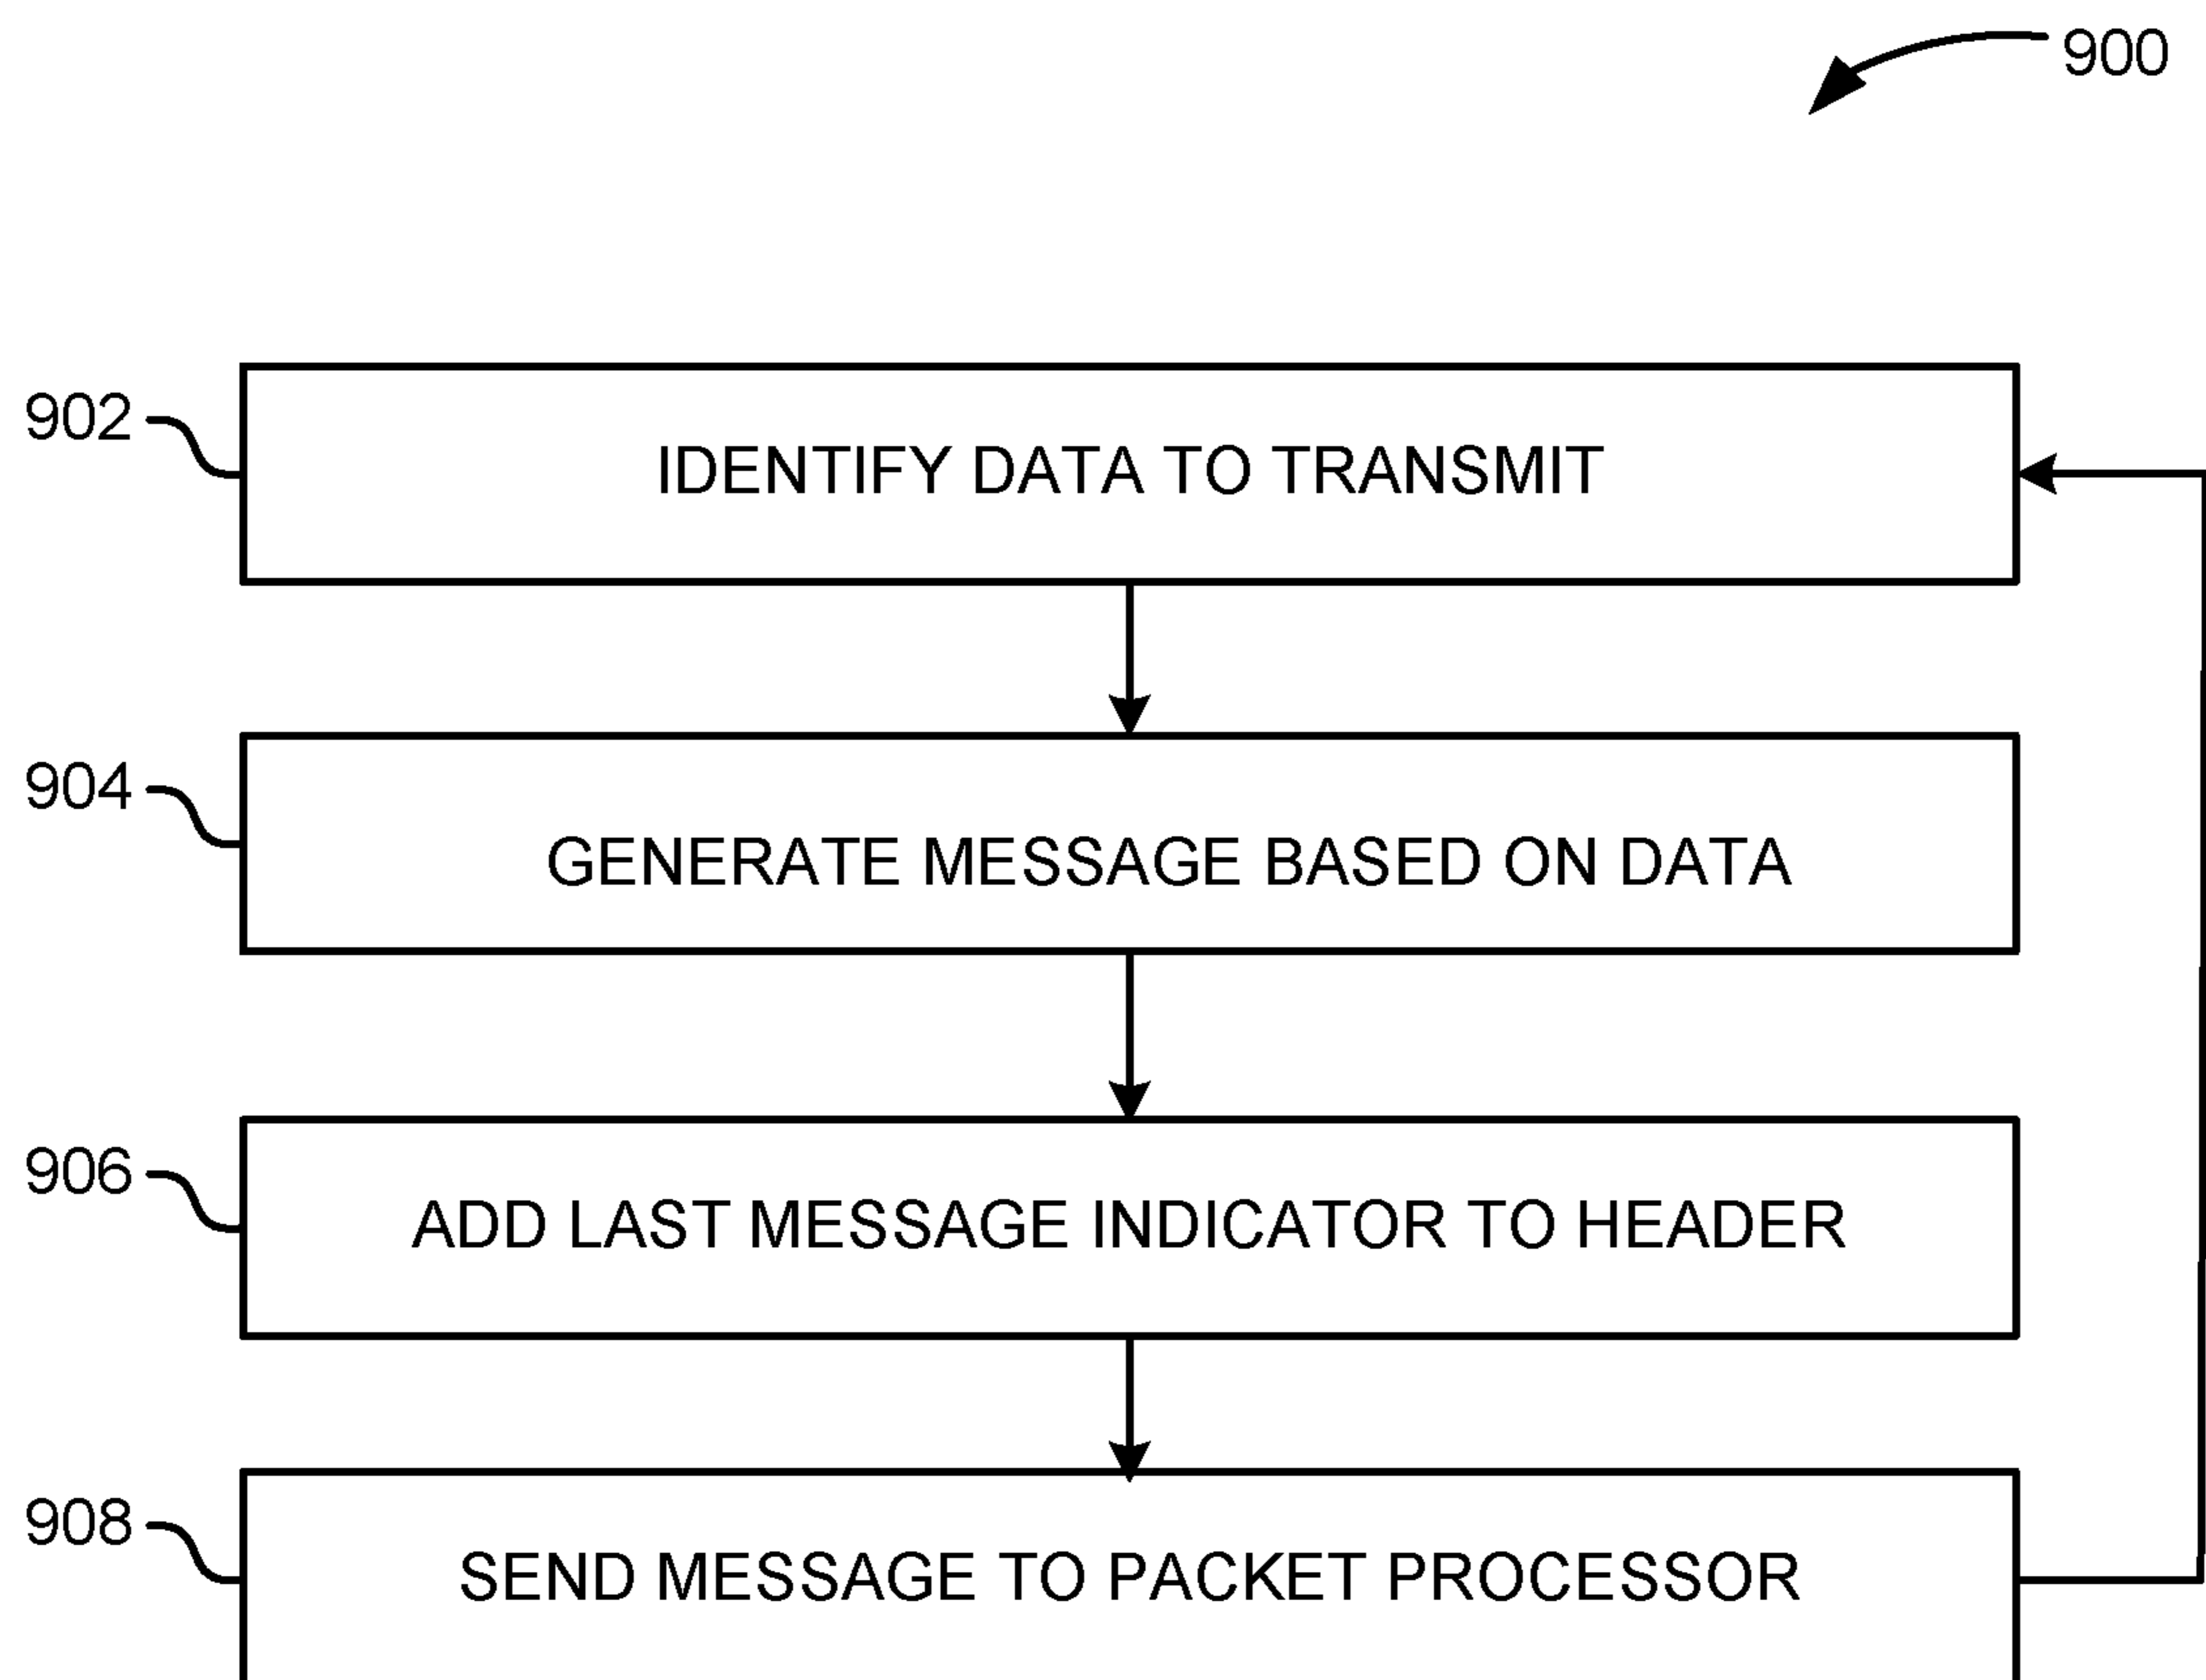 900
902
IDENTIFY DATA TO TRANSMIT
904
GENERATE MESSAGE BASED ON DATA
906
ADD LAST MESSAGE INDICATOR TO HEADER
908
SEND MESSAGE TO PACKET PROCESSOR